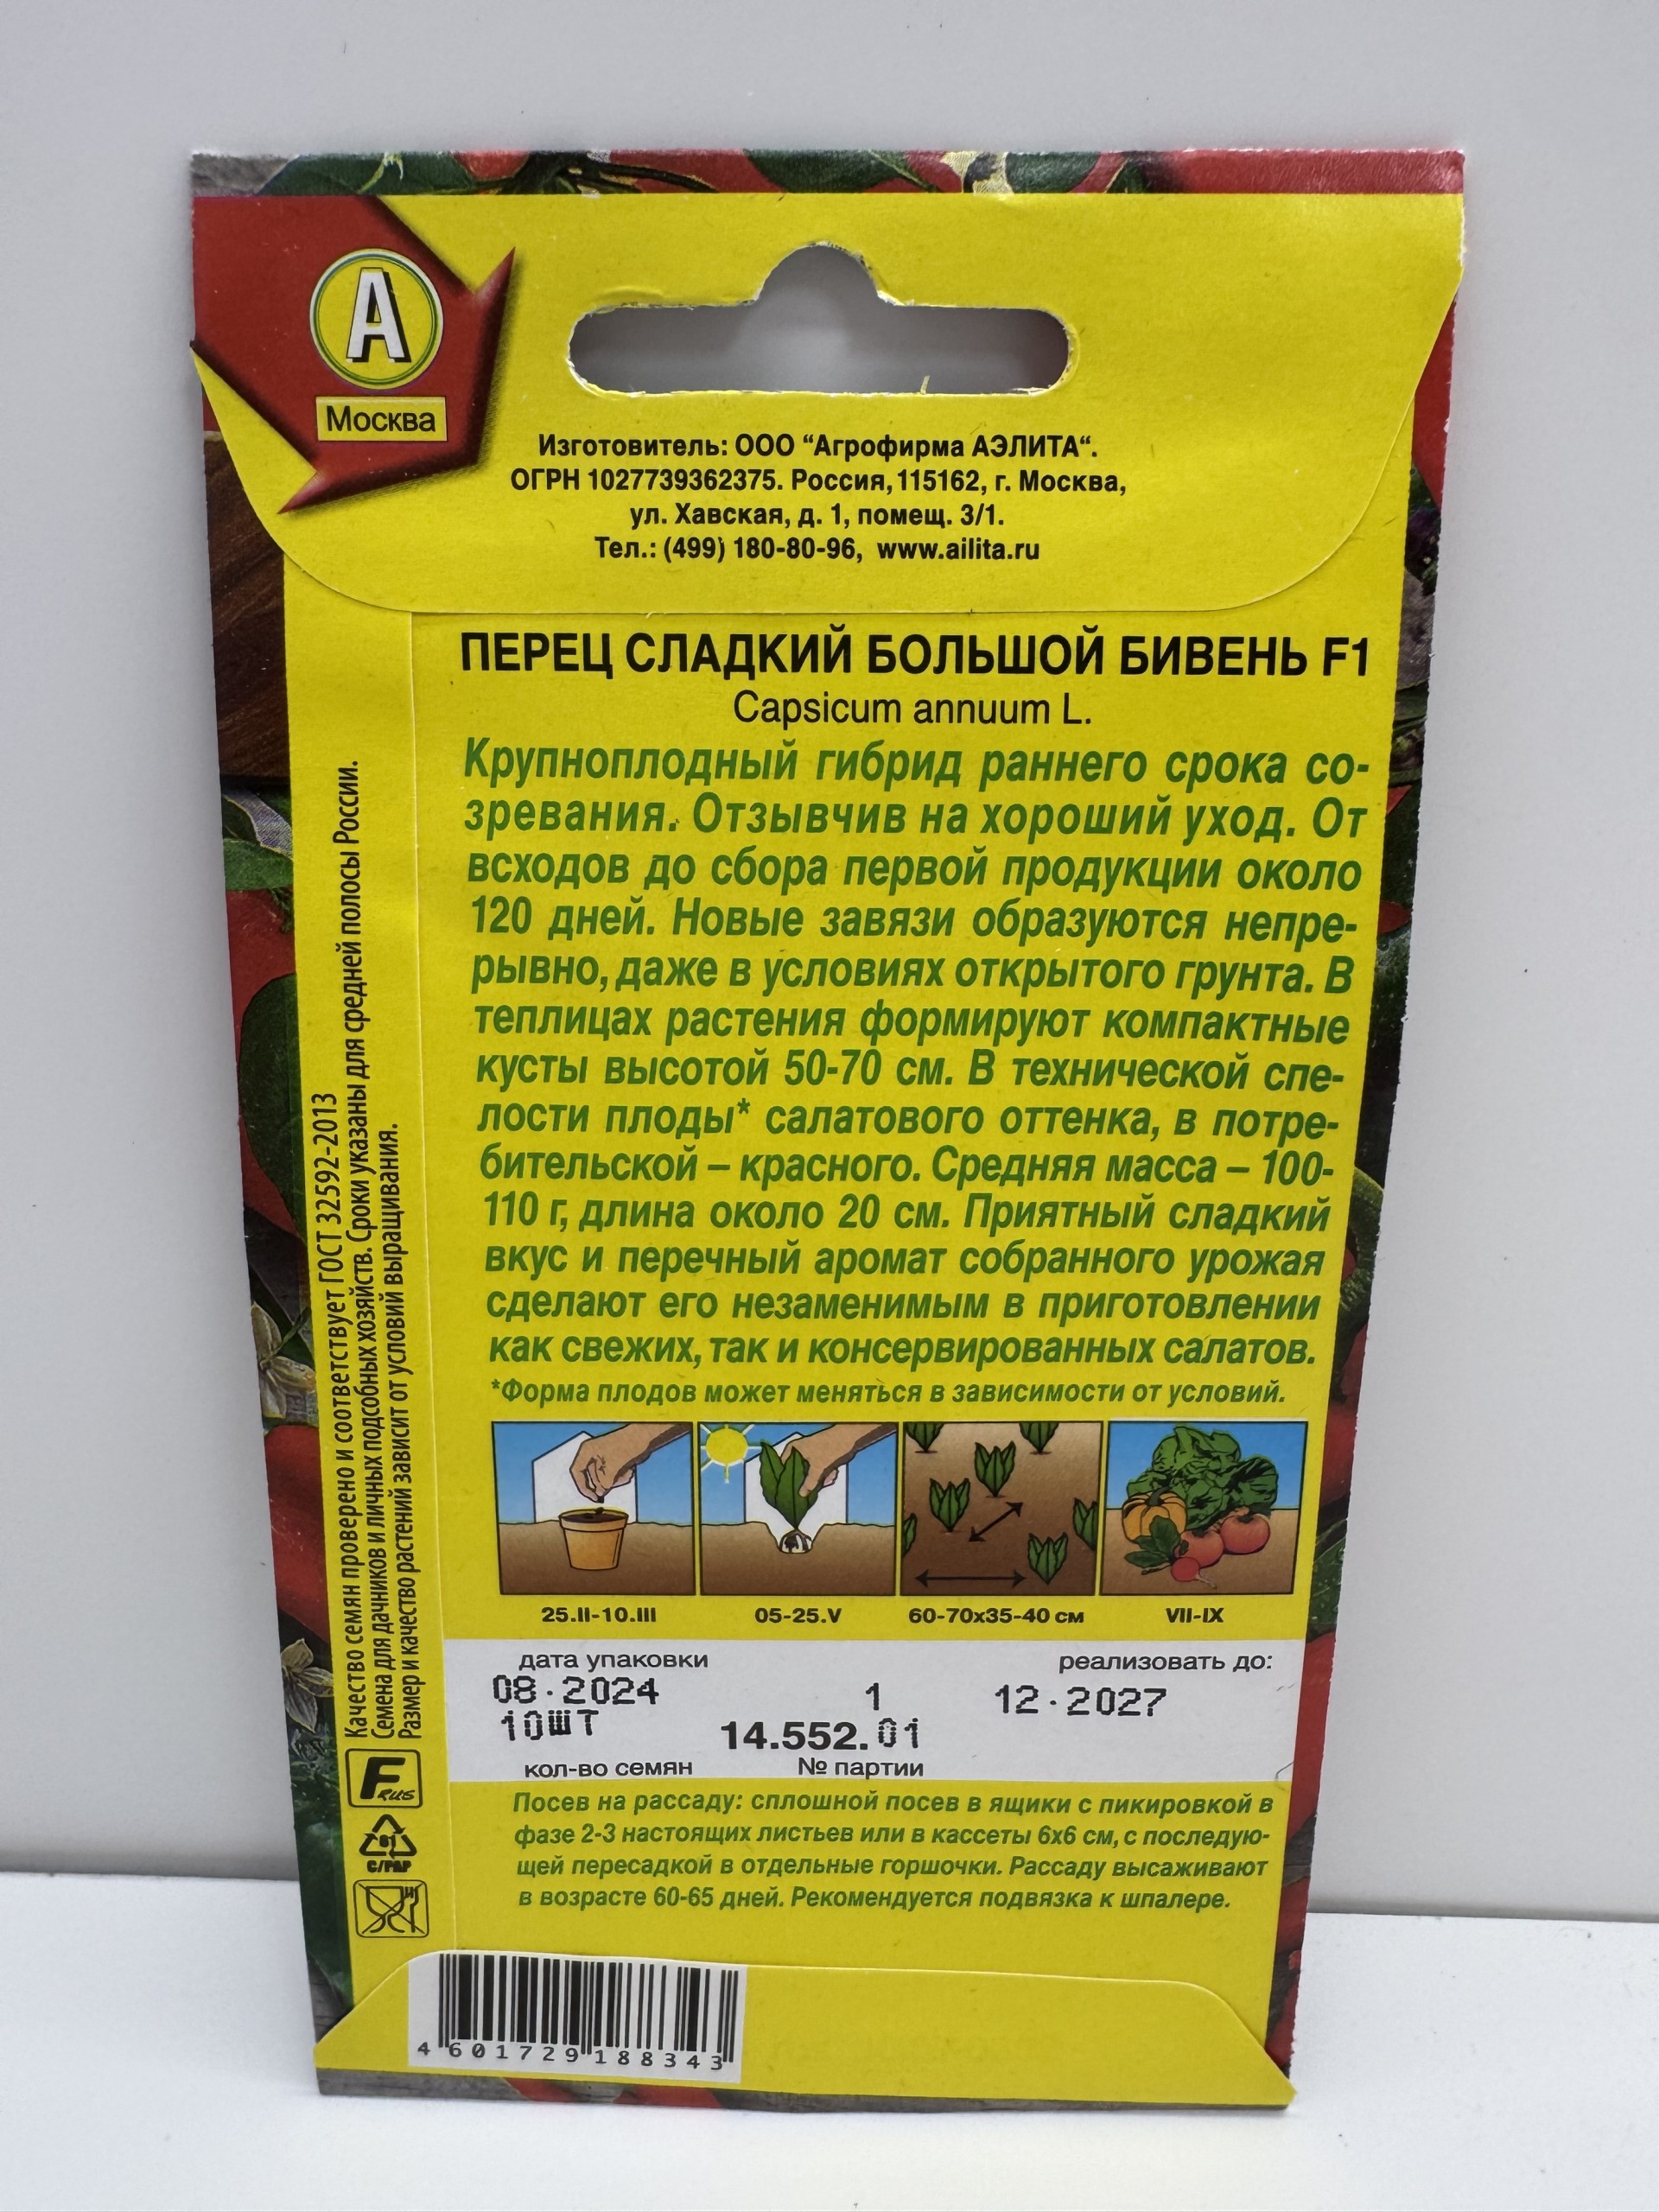 А
Москва
Изготовитель: ООО “Агрофирма АЭЛИТА“.
ОГРН 1027739362375. Россия, 115162, г. Москва,
ул. Хавская, д. 1, помещ. 3/1.
Тел.: (499) 180-80-96, www.ailita.ru
ПЕРЕЦ СЛАДКИЙ БОЛЬШОЙ БИВЕНЬ F1
Capsicum annuum L.
Крупноплодный гибрид раннего срока со-
зревания. Отзывчив на хороший уход. От
всходов до сбора первой продукции около
120 дней. Новые завязи образуются непре-
рывно, даже в условиях открытого грунта. В
теплицах растения формируют компактные
кусты высотой 50-70 см. В технической спе-
лости плоды* салатового оттенка, в потре-
бительской – красного. Средняя масса – 100-
110 г, длина около 20 см. Приятный сладкий
вкус и перечный аромат собранного урожая
сделают его незаменимым в приготовлении
как свежих, так и консервированных салатов.
*Форма плодов может меняться в зависимости от условий.
25.II-10.III
05-25.V
60-70х35-40 см
VII-IX
дата упаковки
реализовать до:
08.2024
1
12.2027
10шт
14.552.01
кол-во семян
№ партии
Посев на рассаду: сплошной посев в ящики с пикировкой в
фазе 2-3 настоящих листьев или в кассеты 6х6 см, с последую-
щей пересадкой в отдельные горшочки. Рассаду высаживают
в возрасте 60-65 дней. Рекомендуется подвязка к шпалере.
Качество семян проверено и соответствует ГОСТ 32592-2013
Семена для дачников и личных подсобных хозяйств. Сроки указаны для средней полосы России.
Размер и качество растений зависит от условий выращивания.
F RUS
81
C/PAP
4 601729 188343